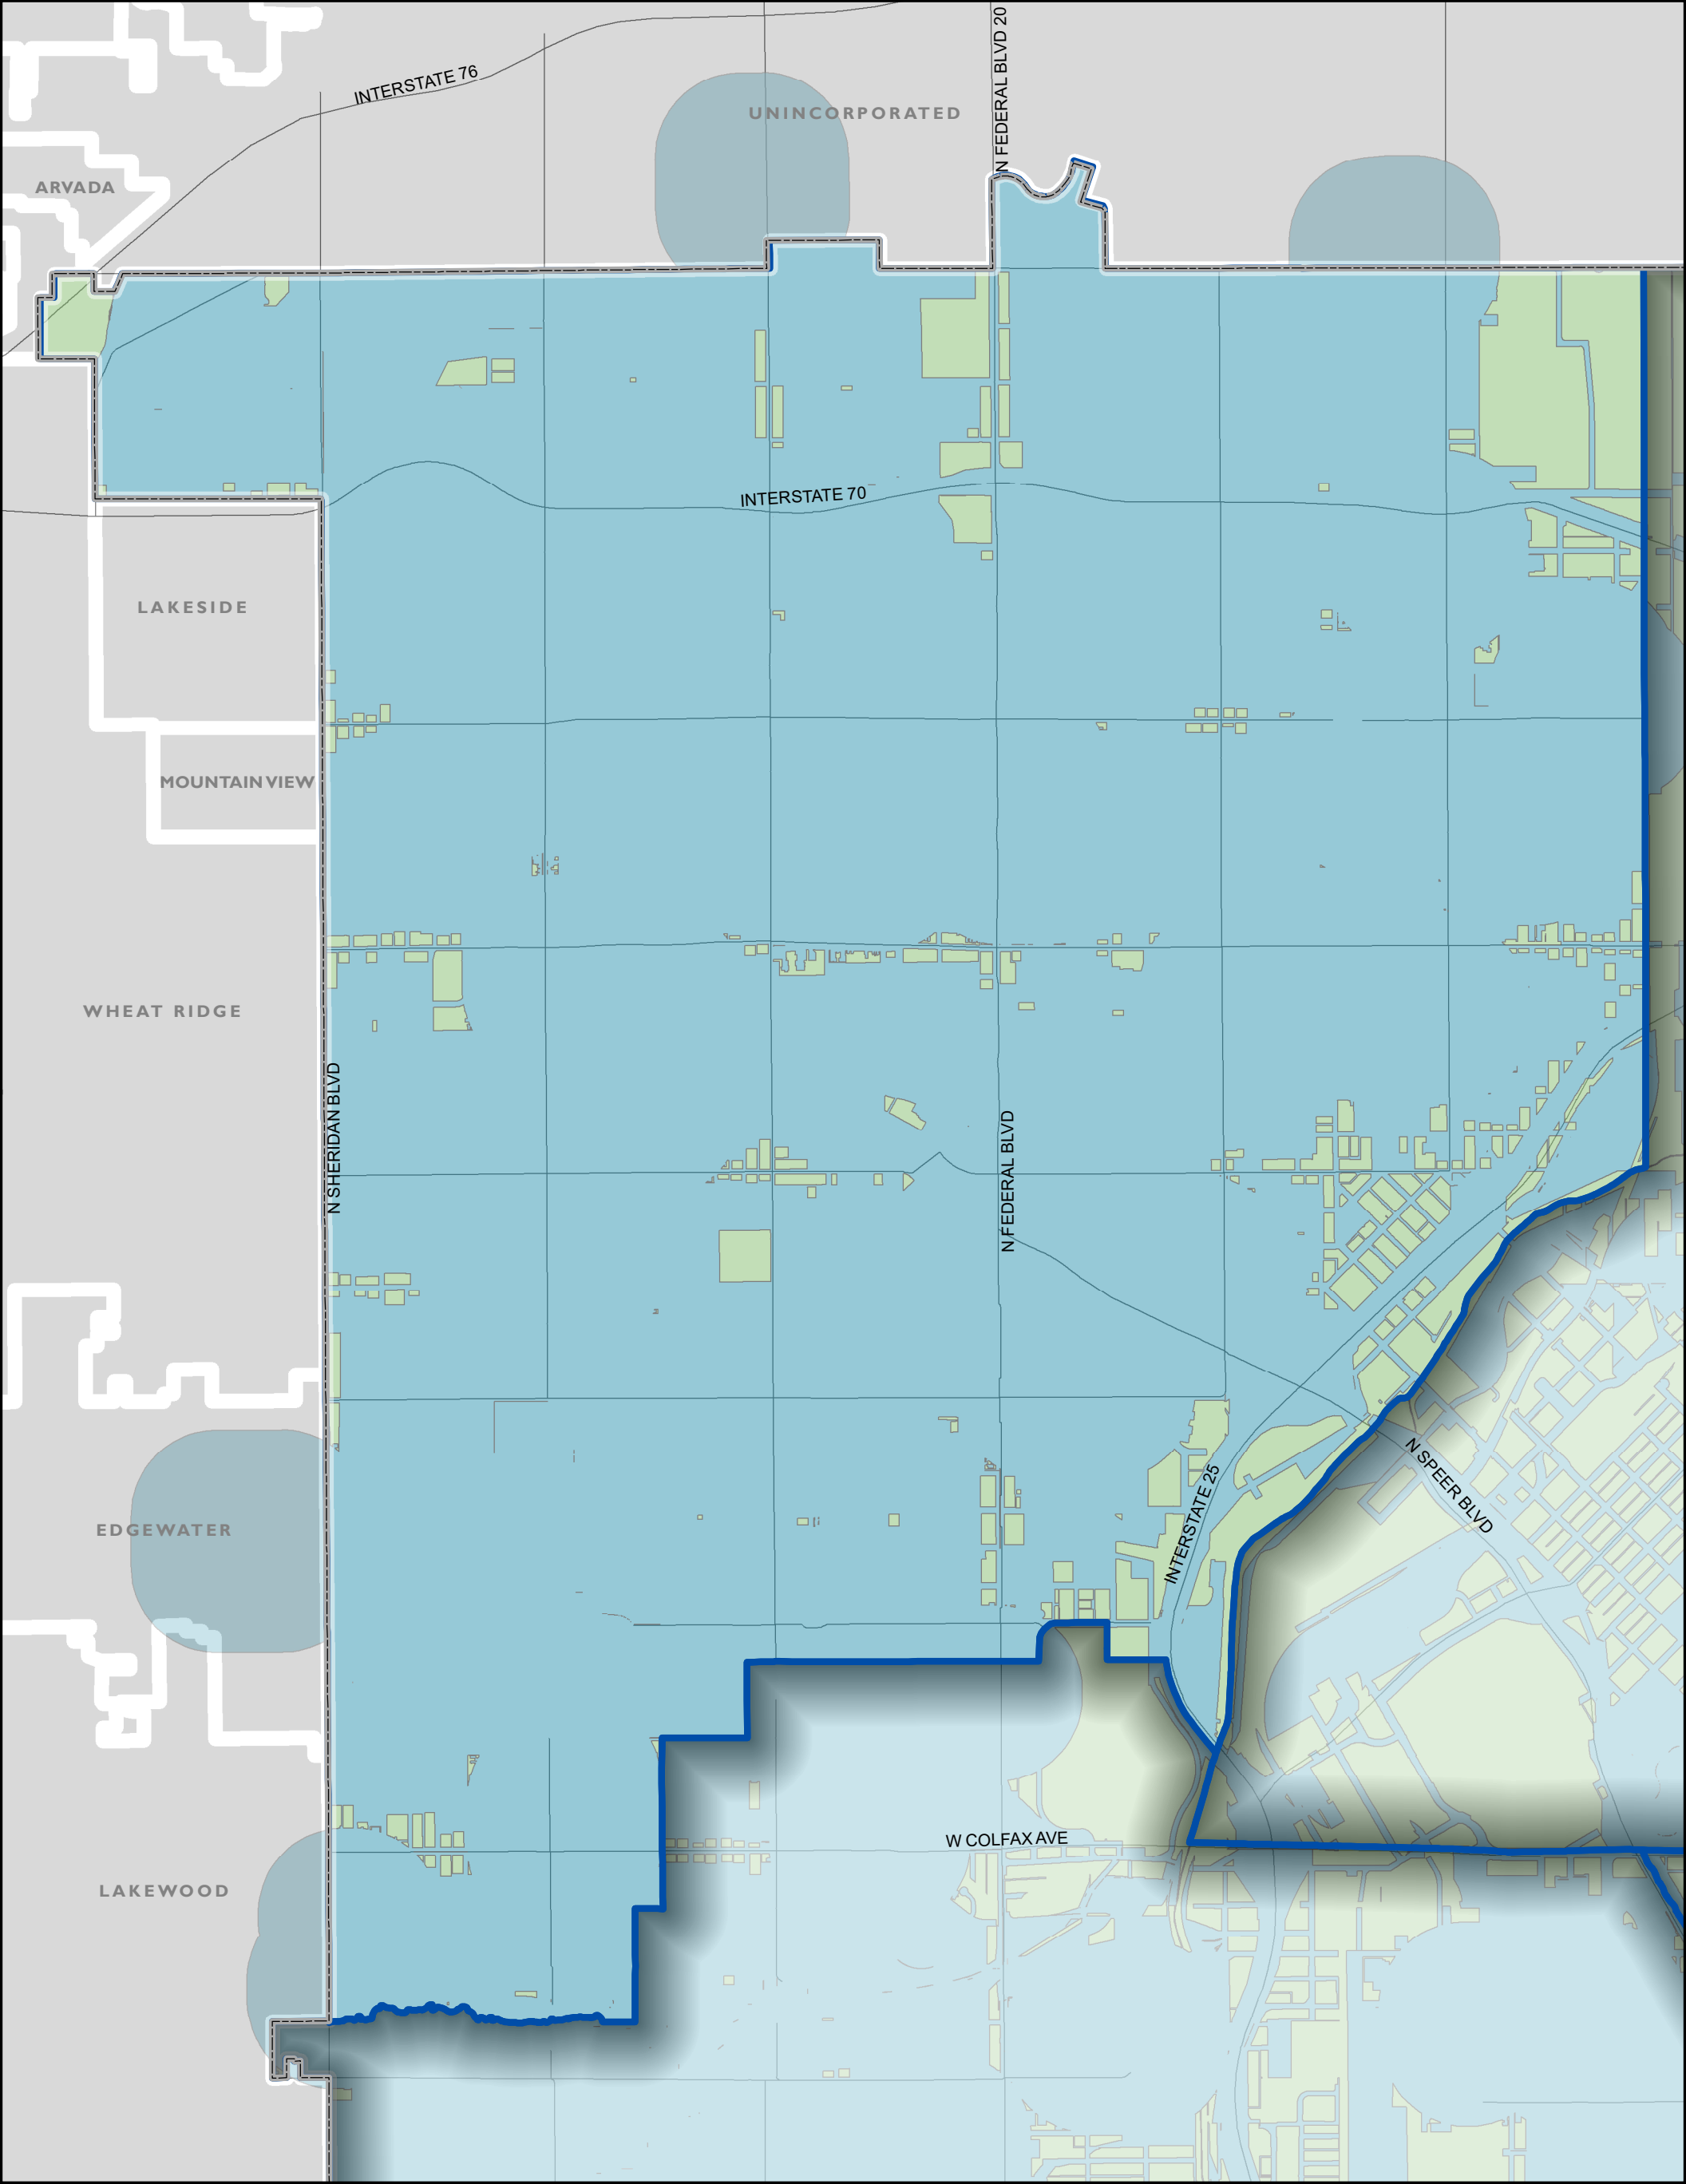 INTERSTATE 76
N FEDERAL BLVD 20
UNINCORPORATED
ARVADA
INTERSTATE 70
LAKESIDE
MOUNTAIN VIEW
WHEAT RIDGE
N SHERIDAN BLVD
N FEDERAL BLVD
N SPEER BLVD
INTERSTATE 25
EDGEWATER
W COLFAX AVE
LAKEWOOD